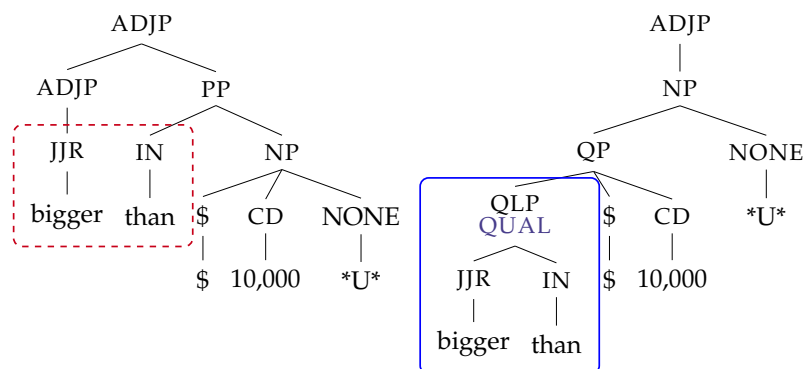 ADJP ADJP
ADJP PP NP
JJR IN NP QP NONE
bigger than $ CD NONE QLP $ CD *U*
QUAL
$ 10,000 *U* JJR IN $ 10,000
bigger than